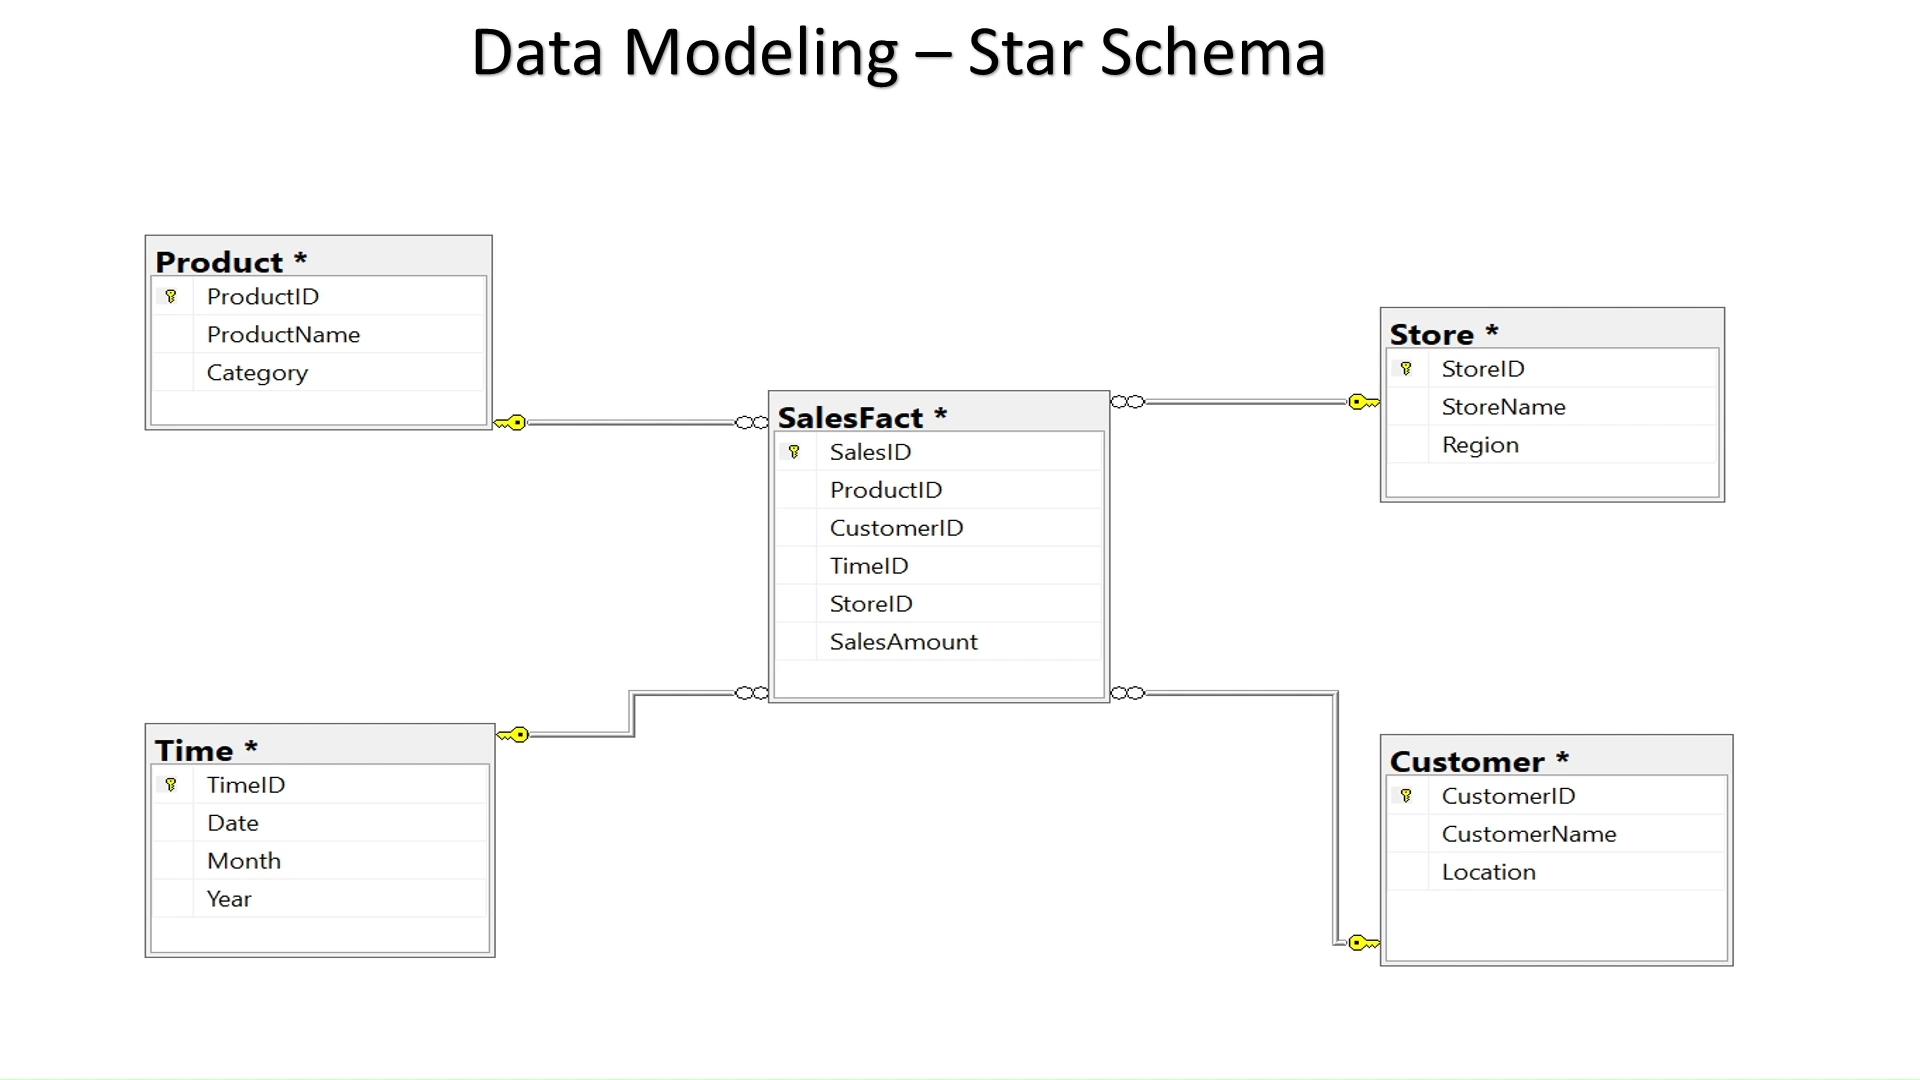 Data Modeling – Star Schema
Product *
ProductID
ProductName
Category
SalesFact *
SalesID
ProductID
CustomerID
TimeID
StoreID
SalesAmount
Store *
StoreID
StoreName
Region
Time *
TimeID
Date
Month
Year
Customer *
CustomerID
CustomerName
Location